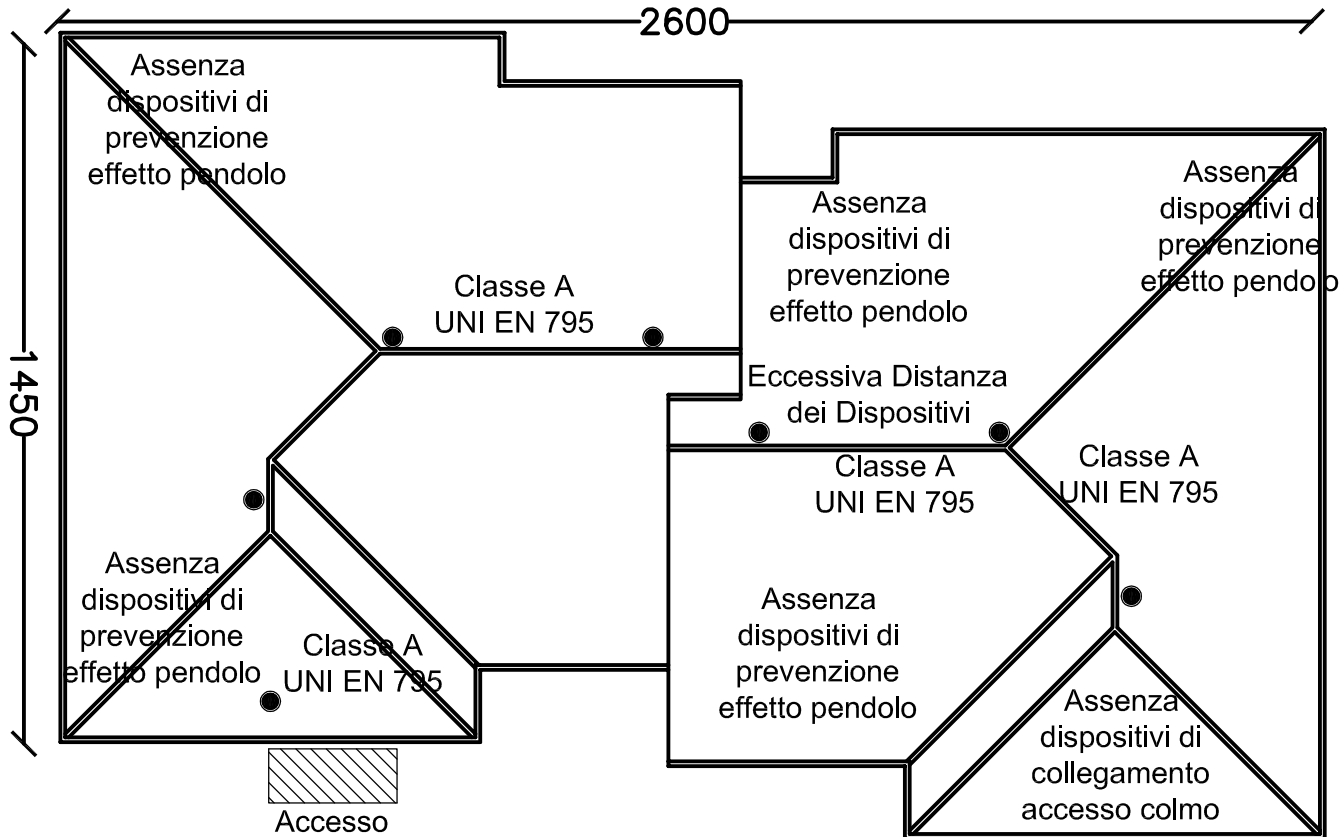 2600
Assenza
dispositivi di
prevenzione
effetto pendolo
Assenza
dispositivi di
prevenzione
effetto pendolo
Assenza
dispositivi di
prevenzione
effetto pendolo
Classe A
UNI EN 795
1450
Eccessiva Distanza
dei Dispositivi
Classe A
UNI EN 795
Classe A
UNI EN 795
Assenza
dispositivi di
prevenzione
effetto pendolo
Classe A
UNI EN 795
Assenza
dispositivi di
prevenzione
effetto pendolo
Assenza
dispositivi di
collegamento
accesso colmo
Accesso